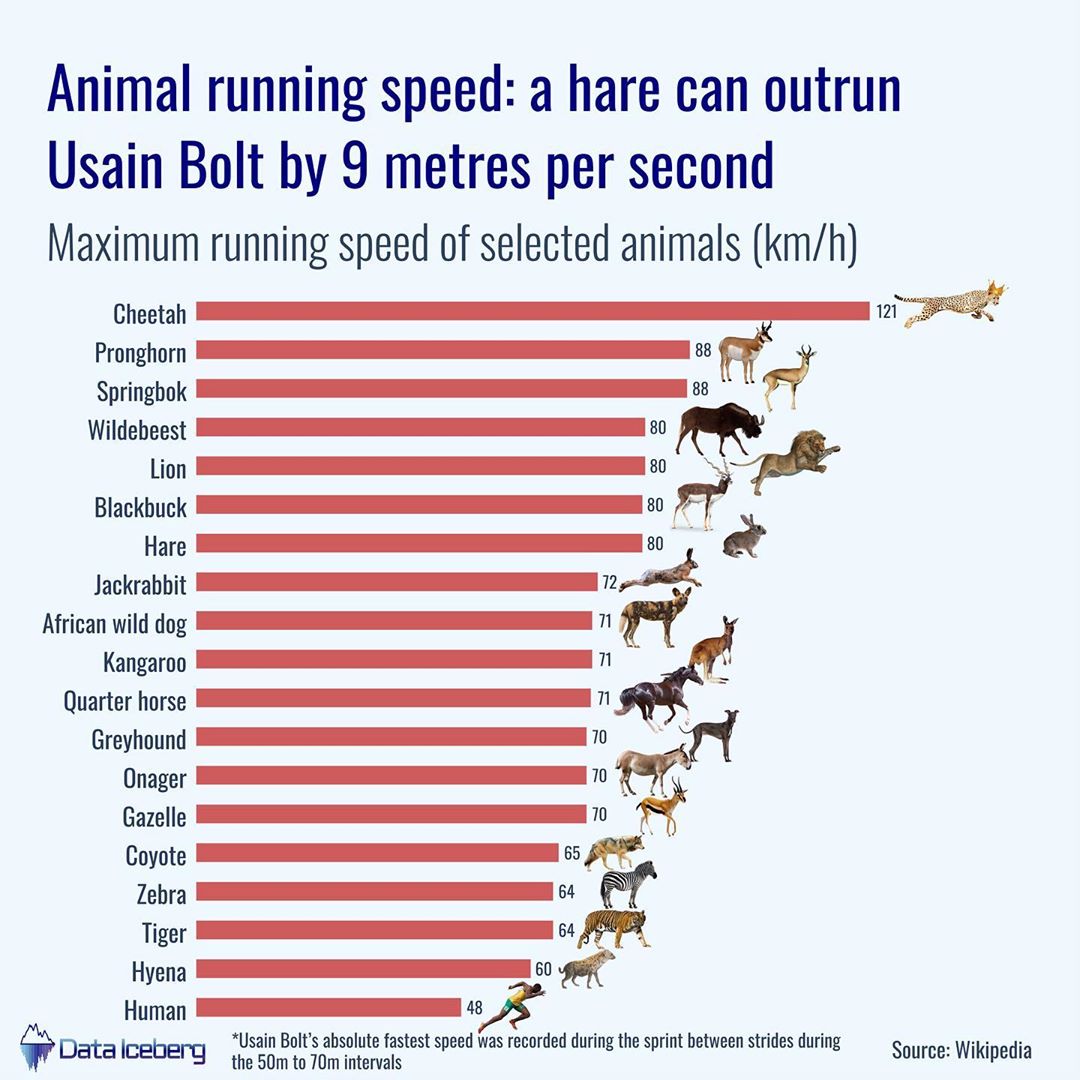 Animal running speed: a hare can outrun
Usain Bolt by 9 metres per second
Maximum running speed of selected animals (km/h)
Cheetah 121
Pronghorn 88
Springbok 88
Wildebeest 80
Lion 80
Blackbuck 80
Hare 80
Jackrabbit 72
African wild dog 71
Kangaroo 71
Quarter horse 71
Greyhound 70
Onager 70
Gazelle 70
Coyote 65
Zebra 64
Tiger 64
Hyena 60
Human 48
Data Iceberg
*Usain Bolt's absolute fastest speed was recorded during the sprint between strides during
the 50m to 70m intervals
Source: Wikipedia